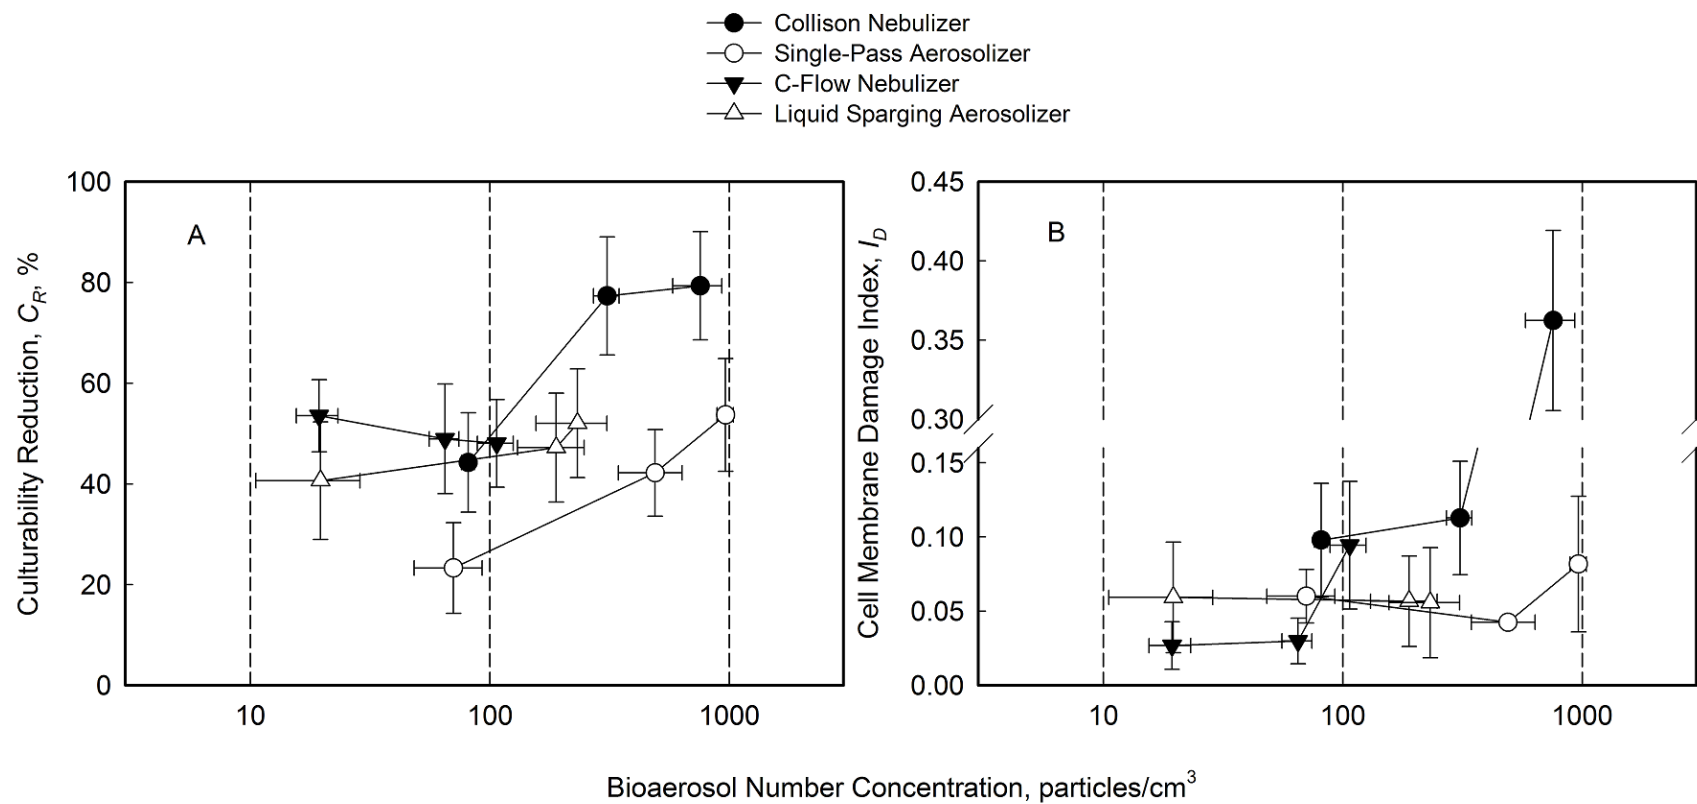 Collison Nebulizer
Single-Pass Aerosolizer
C-Flow Nebulizer
Liquid Sparging Aerosolizer
A
Culturability Reduction, C_R, %
100
80
60
40
20
0
10 100 1000
B
Cell Membrane Damage Index, I_D
0.45
0.40
0.35
0.30
0.15
0.10
0.05
0.00
10 100 1000
Bioaerosol Number Concentration, particles/cm³